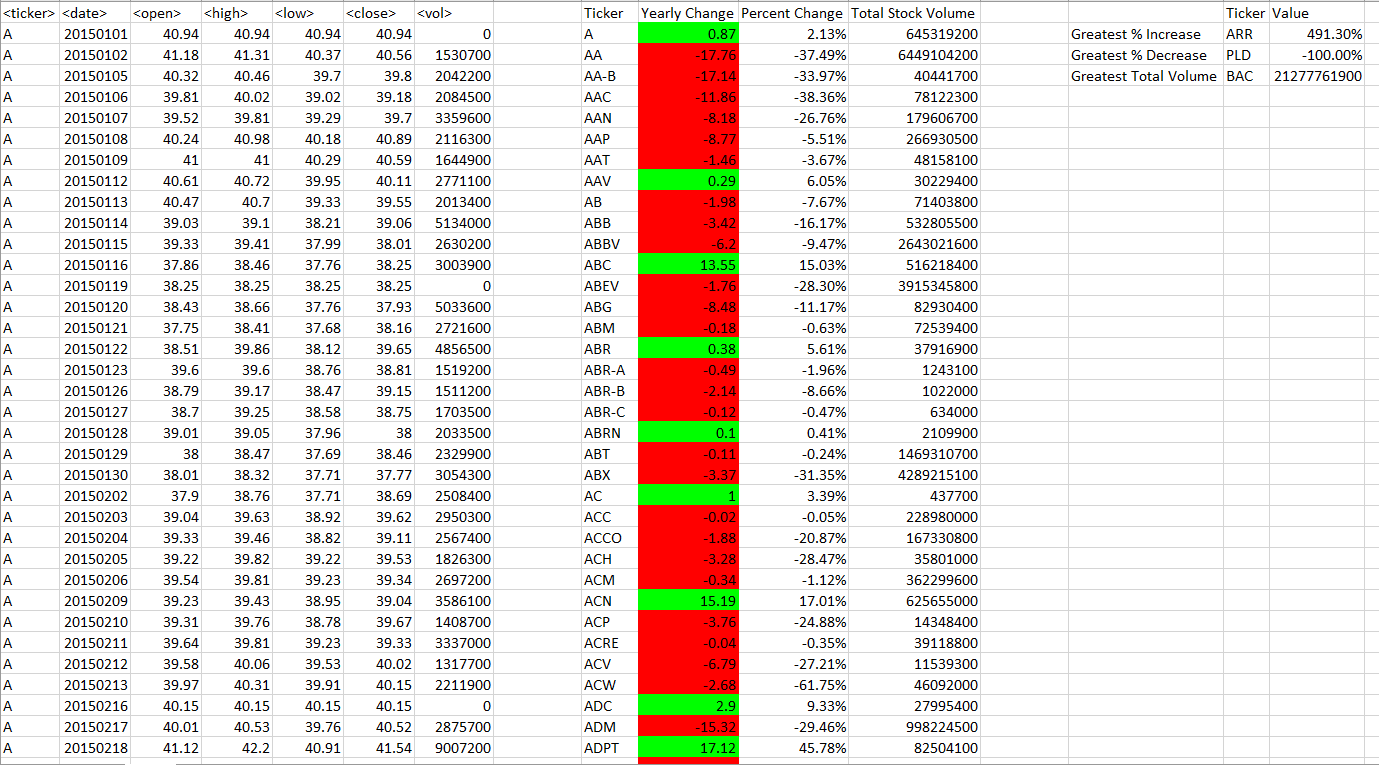 <ticker> <date> <open> <high> <low> <close> <vol> Ticker Yearly Change Percent Change Total Stock Volume Ticker Value
A 20150101 40.94 40.94 40.94 40.94 0 A 0.87 2.13% 645319200 Greatest % Increase ARR 491.30%
A 20150102 41.18 41.31 40.37 40.56 1530700 AA -17.76 -37.49% 6449104200 Greatest % Decrease PLD -100.00%
A 20150105 40.32 40.46 39.7 39.8 2042200 AA-B -17.14 -33.97% 40441700 Greatest Total Volume BAC 21277761900
A 20150106 39.81 40.02 39.02 39.18 2084500 AAC -11.86 -38.36% 78122300
A 20150107 39.52 39.81 39.29 39.7 3359600 AAN -8.18 -26.76% 179606700
A 20150108 40.24 40.98 40.18 40.89 2116300 AAP -8.77 -5.51% 266930500
A 20150109 41 41 40.29 40.59 1644900 AAT -1.46 -3.67% 48158100
A 20150112 40.61 40.72 39.95 40.11 2771100 AAV 0.29 6.05% 30229400
A 20150113 40.47 40.7 39.33 39.55 2013400 AB -1.98 -7.67% 71403800
A 20150114 39.03 39.1 38.21 39.06 5134000 ABB -3.42 -16.17% 532805500
A 20150115 39.33 39.41 37.99 38.01 2630200 ABBV -6.2 -9.47% 2643021600
A 20150116 37.86 38.46 37.76 38.25 3003900 ABC 13.55 15.03% 516218400
A 20150119 38.25 38.25 38.25 38.25 0 ABEV -1.76 -28.30% 3915345800
A 20150120 38.43 38.66 37.76 37.93 5033600 ABG -8.48 -11.17% 82930400
A 20150121 37.75 38.41 37.68 38.16 2721600 ABM -0.18 -0.63% 72539400
A 20150122 38.51 39.86 38.12 39.65 4856500 ABR 0.38 5.61% 37916900
A 20150123 39.6 39.6 38.76 38.81 1519200 ABR-A -0.49 -1.96% 1243100
A 20150126 38.79 39.17 38.47 39.15 1511200 ABR-B -2.14 -8.66% 1022000
A 20150127 38.7 39.25 38.58 38.75 1703500 ABR-C -0.12 -0.47% 634000
A 20150128 39.01 39.05 37.96 38 2033500 ABRN 0.1 0.41% 2109900
A 20150129 38 38.47 37.69 38.46 2329900 ABT -0.11 -0.24% 1469310700
A 20150130 38.01 38.32 37.71 37.77 3054300 ABX -3.37 -31.35% 4289215100
A 20150202 37.9 38.76 37.71 38.69 2508400 AC 1 3.39% 437700
A 20150203 39.04 39.63 38.92 39.62 2950300 ACC -0.02 -0.05% 228980000
A 20150204 39.33 39.46 38.82 39.11 2567400 ACCO -1.88 -20.87% 167330800
A 20150205 39.22 39.82 39.22 39.53 1826300 ACH -3.28 -28.47% 35801000
A 20150206 39.54 39.81 39.23 39.34 2697200 ACM -0.34 -1.12% 362299600
A 20150209 39.23 39.43 38.95 39.04 3586100 ACN 15.19 17.01% 625655000
A 20150210 39.31 39.76 38.78 39.67 1408700 ACP -3.76 -24.88% 14348400
A 20150211 39.64 39.81 39.23 39.33 3337000 ACRE -0.04 -0.35% 39118800
A 20150212 39.58 40.06 39.53 40.02 1317700 ACV -6.79 -27.21% 11539300
A 20150213 39.97 40.31 39.91 40.15 2211900 ACW -2.68 -61.75% 46092000
A 20150216 40.15 40.15 40.15 40.15 0 ADC 2.9 9.33% 27995400
A 20150217 40.01 40.53 39.76 40.52 2875700 ADM -15.32 -29.46% 998224500
A 20150218 41.12 42.2 40.91 41.54 9007200 ADPT 17.12 45.78% 82504100